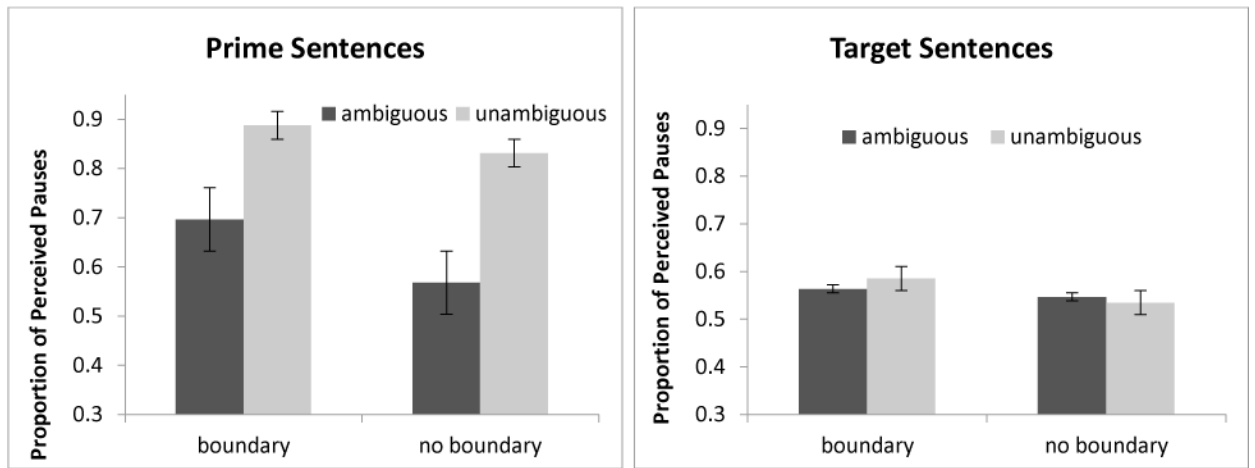 Prime Sentences
Proportion of Perceived Pauses
0.9
0.8
0.7
0.6
0.5
0.4
0.3
ambiguous unambiguous
boundary no boundary
Target Sentences
Proportion of Perceived Pauses
0.9
0.8
0.7
0.6
0.5
0.4
0.3
ambiguous unambiguous
boundary no boundary